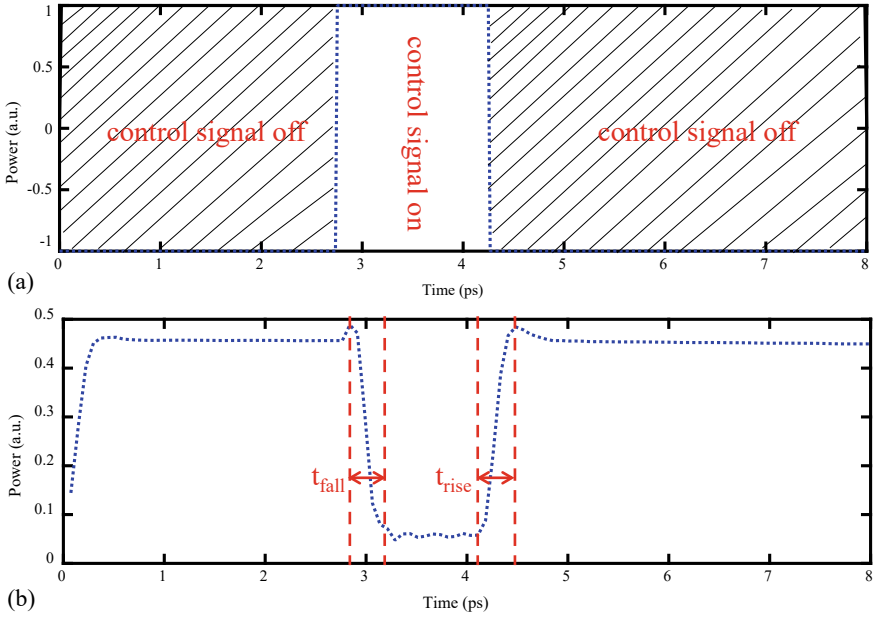 1
0.5
0
-0.5
-1
Power (a.u.)
control signal off
control signal on
control signal off
0 1 2 3 4 5 6 7 8
Time (ps)
(a)
0.5
0.4
0.3
0.2
0.1
0
Power (a.u.)
t_fall
t_rise
0 1 2 3 4 5 6 7 8
Time (ps)
(b)